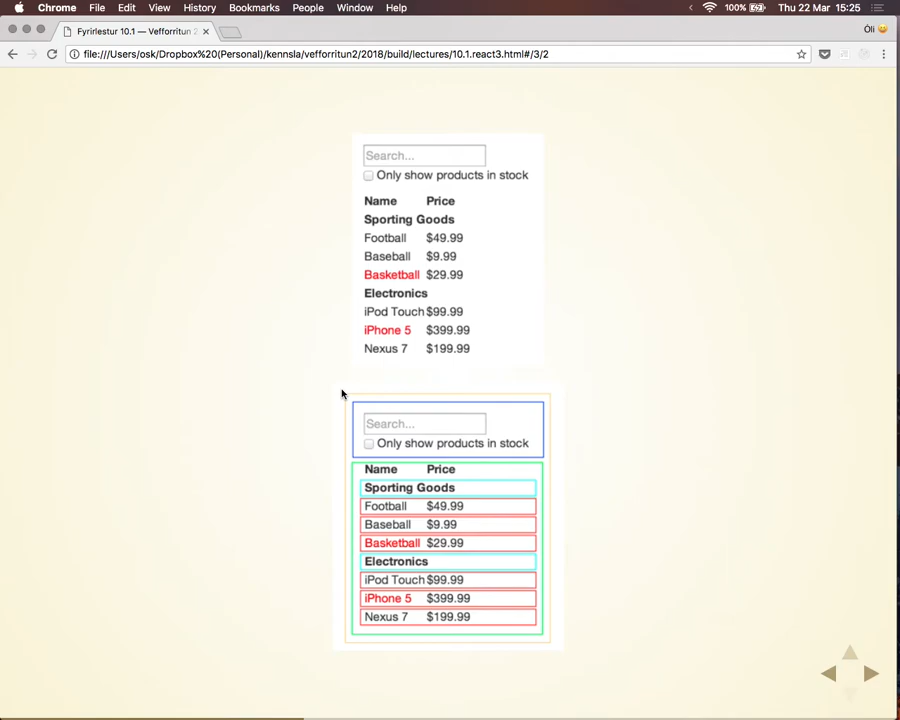 Chrome File Edit View History Bookmarks People Window Help 100% Thu 22 Mar 15:25
Fyrirlestur 10.1 — Vefforritun 2 Óli
file:///Users/osk/Dropbox%20(Personal)/kennsla/vefforritun2/2018/build/lectures/10.1.react3.html#/3/2
Search...
Only show products in stock
Name Price
Sporting Goods
Football $49.99
Baseball $9.99
Basketball $29.99
Electronics
iPod Touch $99.99
iPhone 5 $399.99
Nexus 7 $199.99
Search...
Only show products in stock
Name Price
Sporting Goods
Football $49.99
Baseball $9.99
Basketball $29.99
Electronics
iPod Touch $99.99
iPhone 5 $399.99
Nexus 7 $199.99